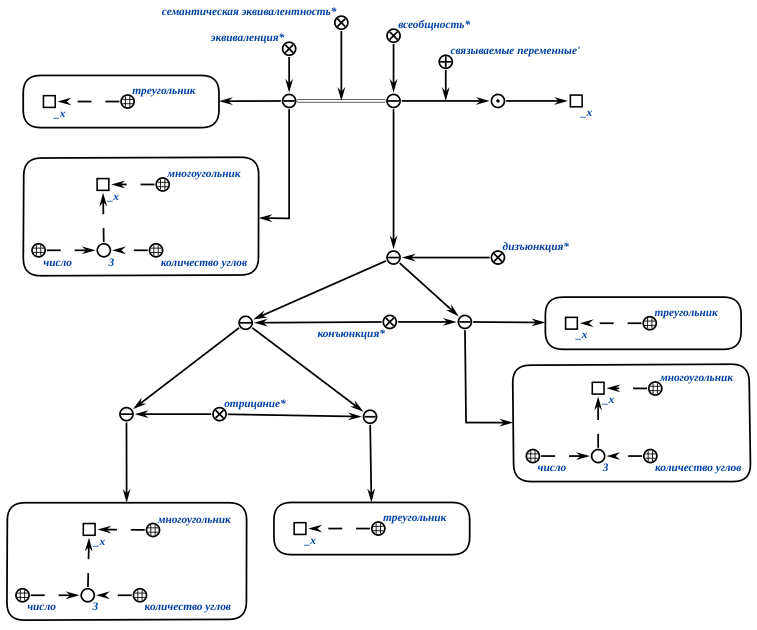 семантическая эквивалентность*
всеобщность*
эквиваленция*
связываемые переменные'
треугольник
_x
_x
многоугольник
_x
число
3
количество углов
дизъюнкция*
треугольник
конъюнкция*
_x
многоугольник
_x
отрицание*
число
3
количество углов
многоугольник
_x
треугольник
_x
число
3
количество углов